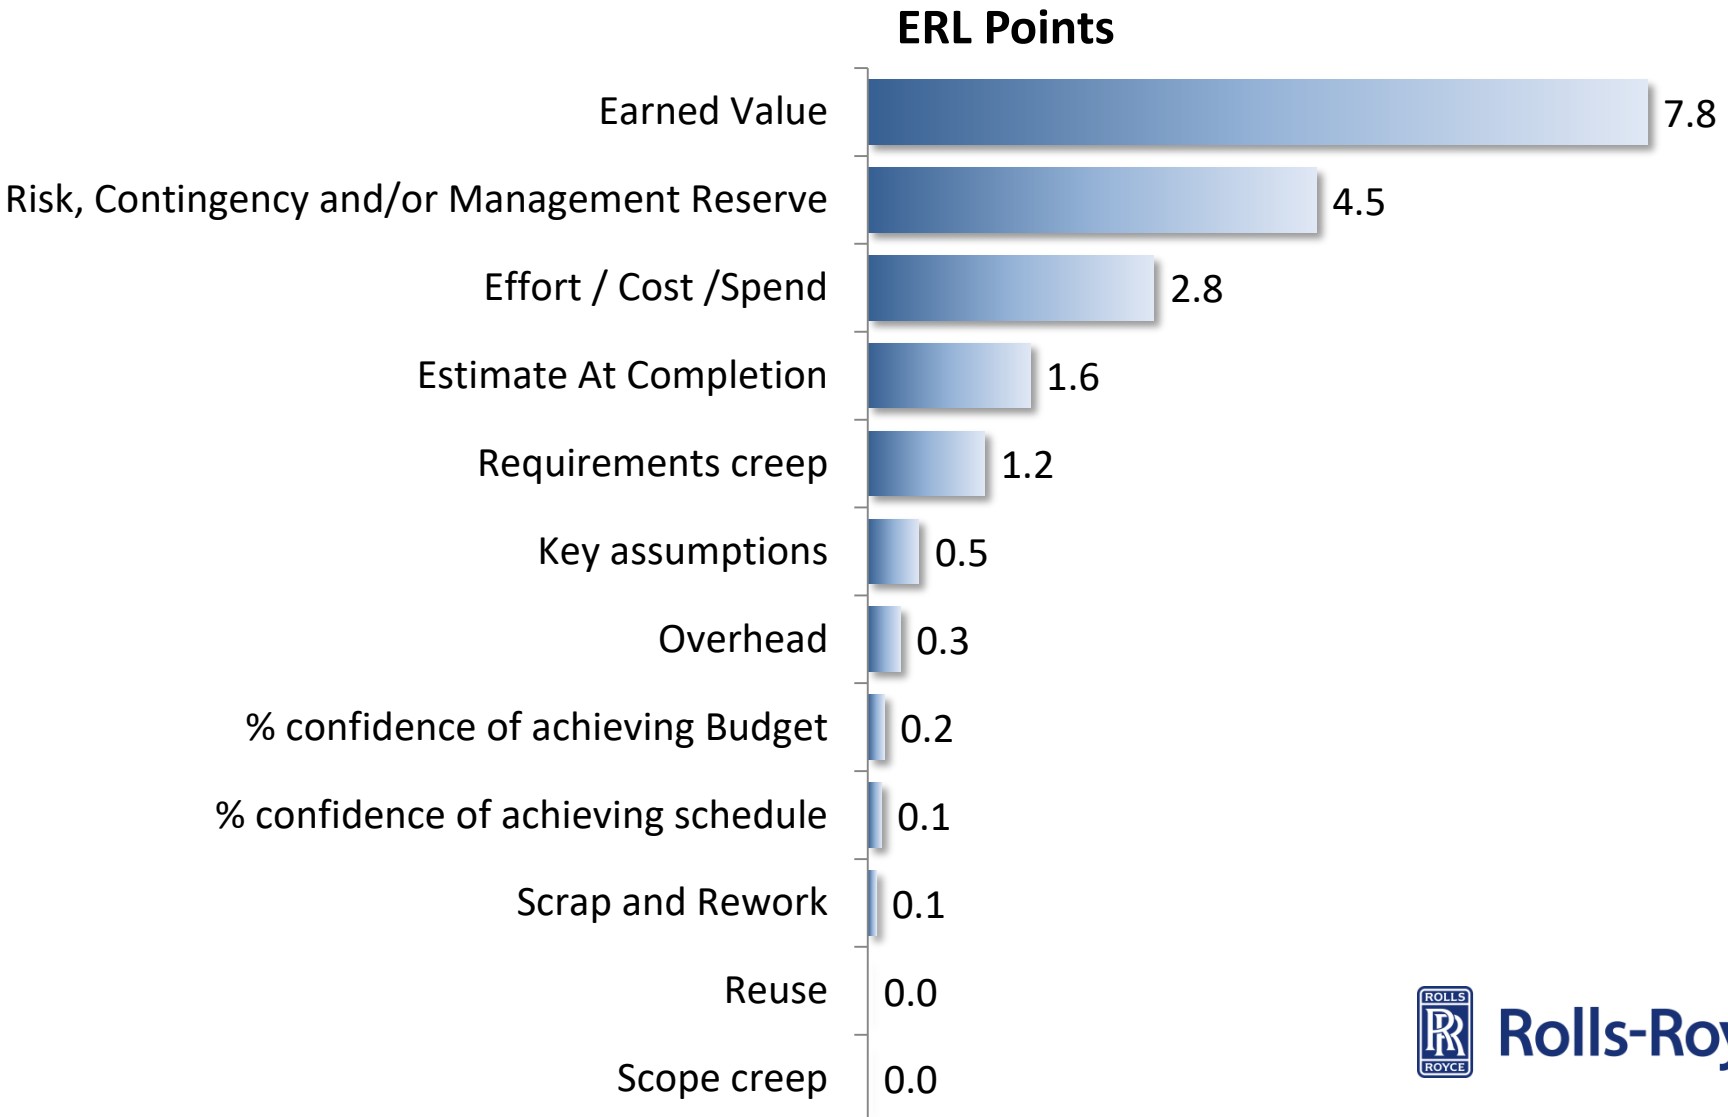 ERL Points
Earned Value 7.8
Risk, Contingency and/or Management Reserve 4.5
Effort / Cost /Spend 2.8
Estimate At Completion 1.6
Requirements creep 1.2
Key assumptions 0.5
Overhead 0.3
% confidence of achieving Budget 0.2
% confidence of achieving schedule 0.1
Scrap and Rework 0.1
Reuse 0.0
Scope creep 0.0
ROLLS
RR
ROYCE
Rolls-Roy